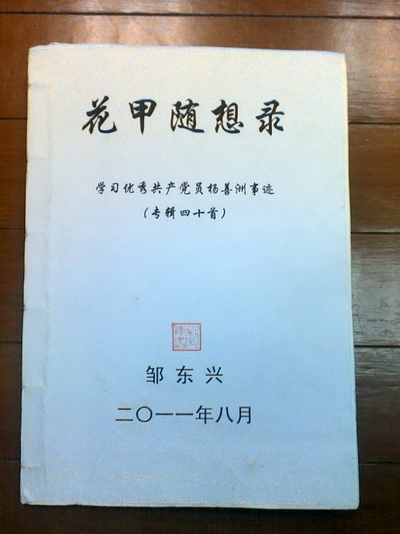 花甲随想录
学习优秀共产党员杨善洲事迹
（专辑四十首）
邹东兴
二〇一一年八月